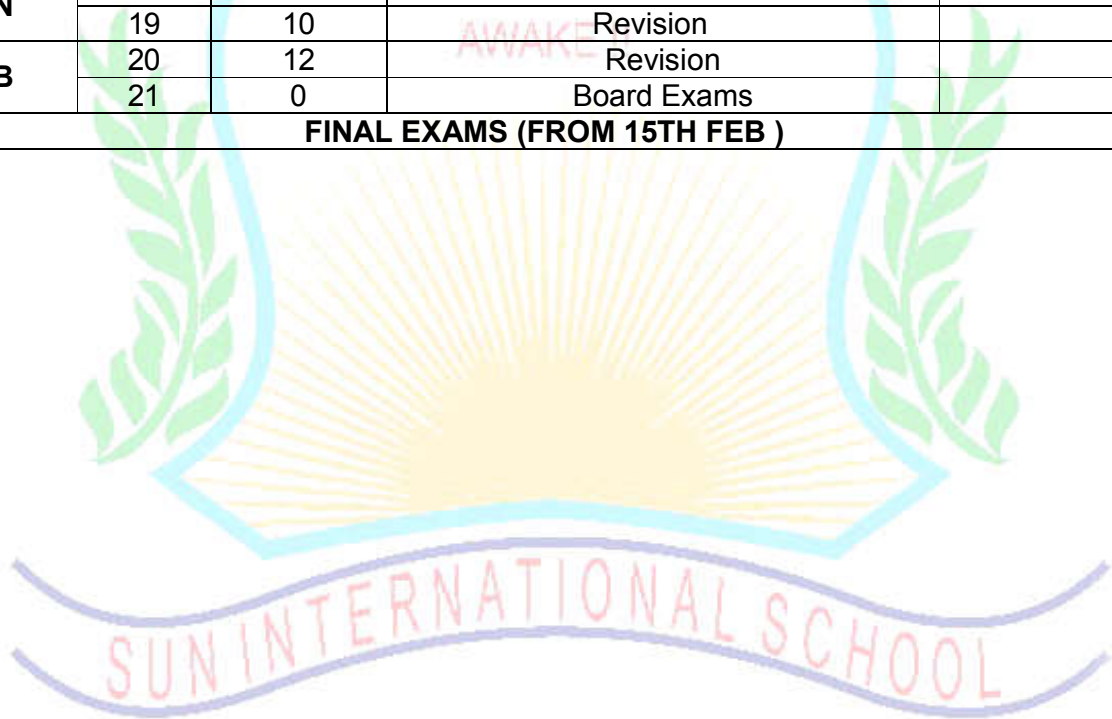 N
19 10 Revision
B
20 12 Revision
21 0 Board Exams
FINAL EXAMS (FROM 15TH FEB )
AWAKE
SUN INTERNATIONAL SCHOOL